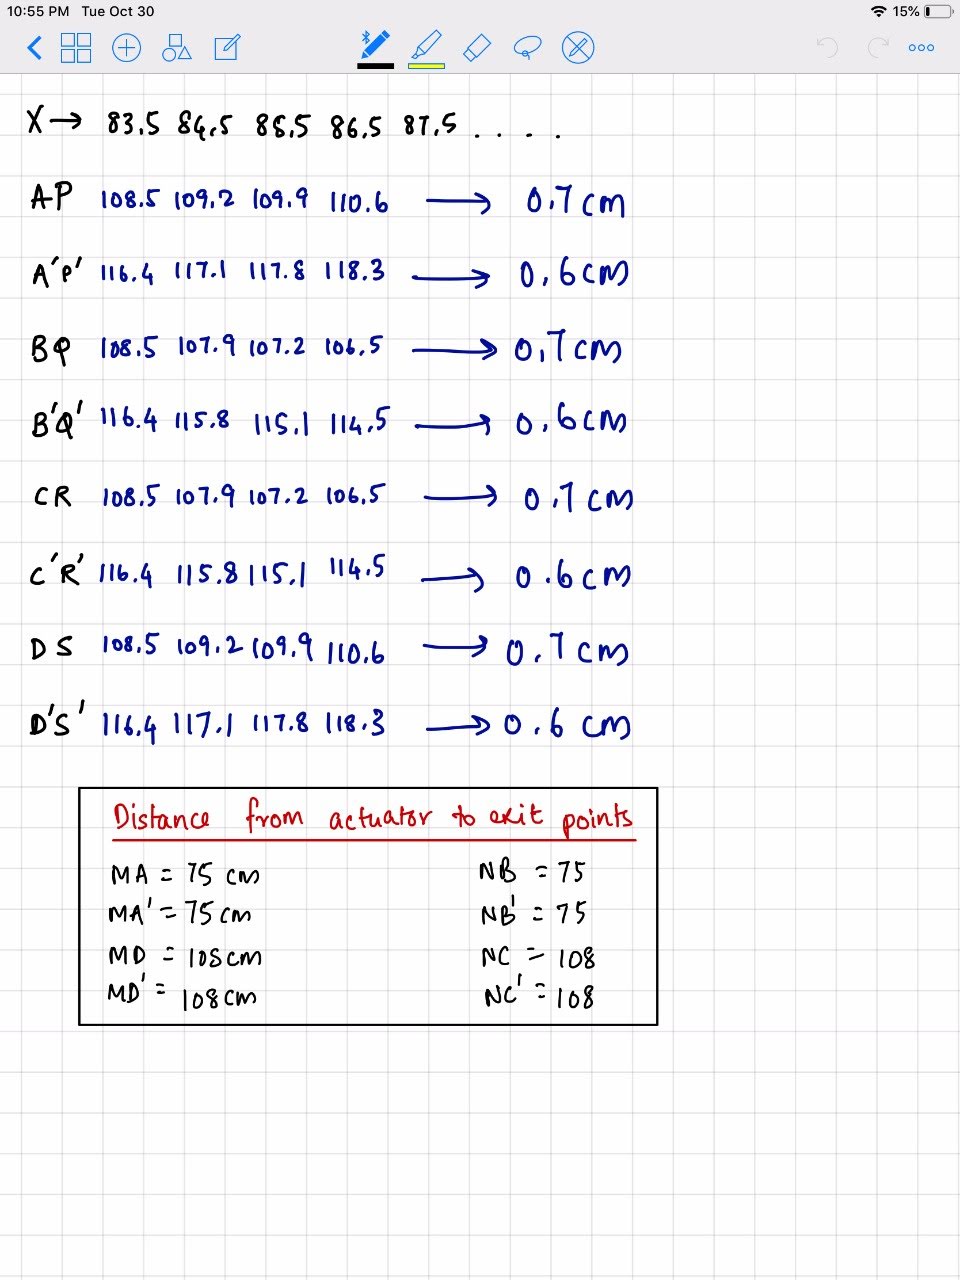 10:55 PM Tue Oct 30 15%
X → 83.5 84.5 85.5 86.5 87.5 . . . .
AP 108.5 109.2 109.9 110.6 → 0.7 cm
A'P' 116.4 117.1 117.8 118.3 → 0.6 cm
BQ 108.5 107.9 107.2 106.5 → 0.7 cm
B'Q' 116.4 115.8 115.1 114.5 → 0.6 cm
CR 108.5 107.9 107.2 106.5 → 0.7 cm
C'R' 116.4 115.8 115.1 114.5 → 0.6 cm
DS 108.5 109.2 109.9 110.6 → 0.7 cm
D'S' 116.4 117.1 117.8 118.3 → 0.6 cm
Distance from actuator to exit points
MA = 75 cm NB = 75
MA' = 75 cm NB' = 75
MD = 108 cm NC = 108
MD' = 108 cm NC' = 108